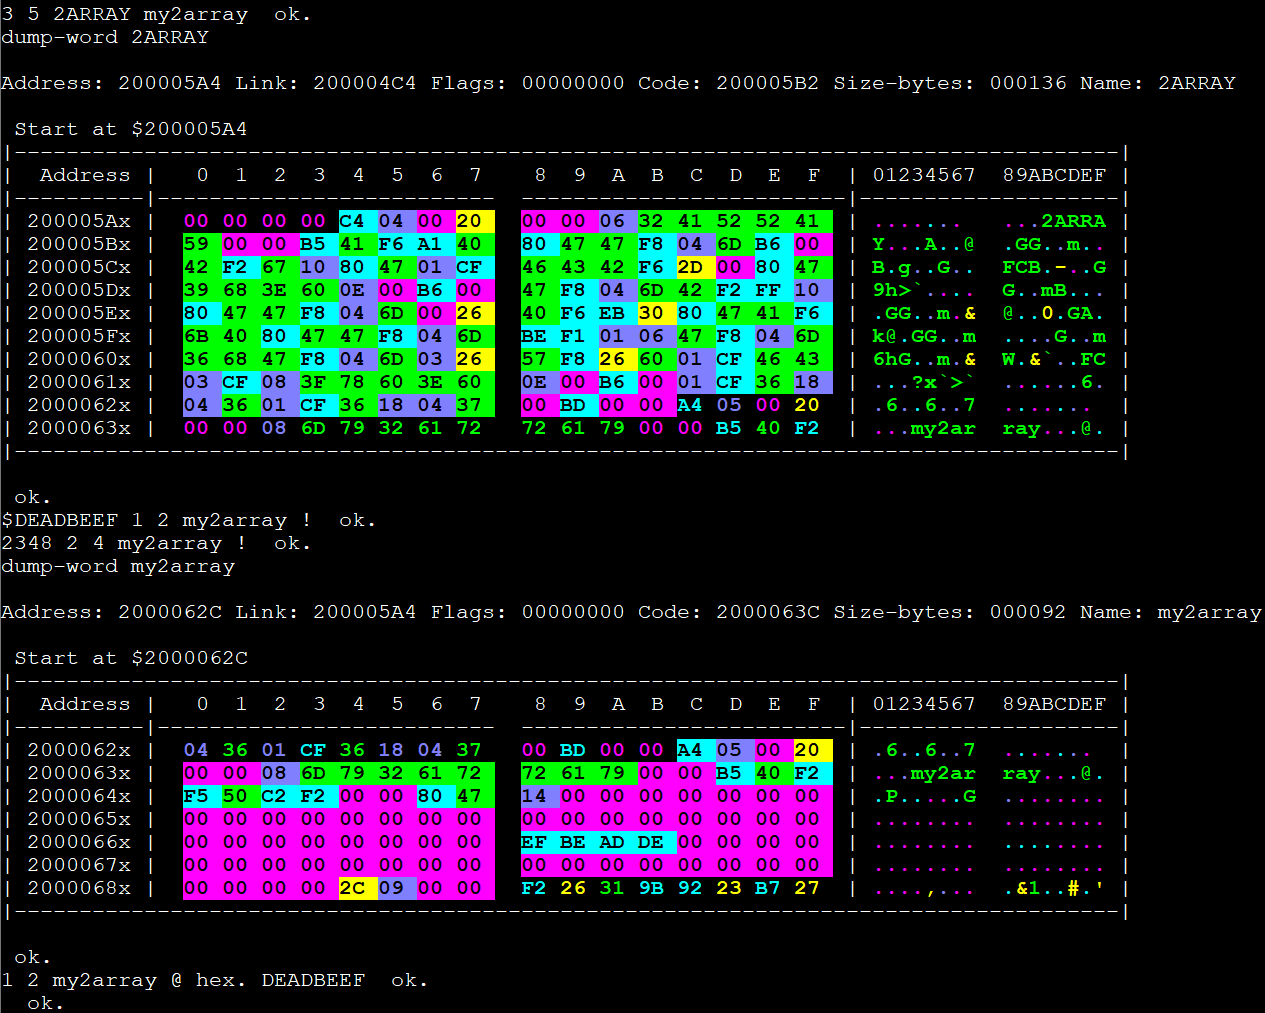 3 5 2ARRAY my2array  ok.
dump-word 2ARRAY
Address: 200005A4 Link: 200004C4 Flags: 00000000 Code: 200005B2 Size-bytes: 000136 Name: 2ARRAY
Start at $200005A4
|--------------------------------------------------------------------------------------|
|  Address |   0  1  2  3  4  5  6  7   8  9  A  B  C  D  E  F | 01234567  89ABCDEF |
|----------|------------------------  ------------------------|--------------------|
| 200005Ax |  00 00 00 00 C4 04 00 20  00 00 06 32 41 52 52 41 | .......   ...2ARRA |
| 200005Bx |  59 00 00 B5 41 F6 A1 40  80 47 47 F8 04 6D B6 00 | Y...A..@  .GG..m.. |
| 200005Cx |  42 F2 67 10 80 47 01 CF  46 43 42 F6 2D 00 80 47 | B.g..G..  FCB.-..G |
| 200005Dx |  39 68 3E 60 0E 00 B6 00  47 F8 04 6D 42 F2 FF 10 | 9h>`....  G..mB... |
| 200005Ex |  80 47 47 F8 04 6D 00 26  40 F6 EB 30 80 47 41 F6 | .GG..m.&  @..0.GA. |
| 200005Fx |  6B 40 80 47 47 F8 04 6D  BE F1 01 06 47 F8 04 6D | k@.GG..m  ....G..m |
| 2000060x |  36 68 47 F8 04 6D 03 26  57 F8 26 60 01 CF 46 43 | 6hG..m.&  W.&`..FC |
| 2000061x |  03 CF 08 3F 78 60 3E 60  0E 00 B6 00 01 CF 36 18 | ...?x`>`  ......6. |
| 2000062x |  04 36 01 CF 36 18 04 37  00 BD 00 00 A4 05 00 20 | .6..6..7  ....... |
| 2000063x |  00 00 08 6D 79 32 61 72  72 61 79 00 00 B5 40 F2 | ...my2ar  ray...@. |
|--------------------------------------------------------------------------------------|
ok.
$DEADBEEF 1 2 my2array !  ok.
2348 2 4 my2array !  ok.
dump-word my2array
Address: 2000062C Link: 200005A4 Flags: 00000000 Code: 2000063C Size-bytes: 000092 Name: my2array
Start at $2000062C
|--------------------------------------------------------------------------------------|
|  Address |   0  1  2  3  4  5  6  7   8  9  A  B  C  D  E  F | 01234567  89ABCDEF |
|----------|------------------------  ------------------------|--------------------|
| 2000062x |  04 36 01 CF 36 18 04 37  00 BD 00 00 A4 05 00 20 | .6..6..7  ....... |
| 2000063x |  00 00 08 6D 79 32 61 72  72 61 79 00 00 B5 40 F2 | ...my2ar  ray...@. |
| 2000064x |  F5 50 C2 F2 00 00 80 47  14 00 00 00 00 00 00 00 | .P.....G  ........ |
| 2000065x |  00 00 00 00 00 00 00 00  00 00 00 00 00 00 00 00 | ........  ........ |
| 2000066x |  00 00 00 00 00 00 00 00  EF BE AD DE 00 00 00 00 | ........  ........ |
| 2000067x |  00 00 00 00 00 00 00 00  00 00 00 00 00 00 00 00 | ........  ........ |
| 2000068x |  00 00 00 00 2C 09 00 00  F2 26 31 9B 92 23 B7 27 | ....,...  .&1..#.' |
|--------------------------------------------------------------------------------------|
ok.
1 2 my2array @ hex. DEADBEEF  ok.
ok.